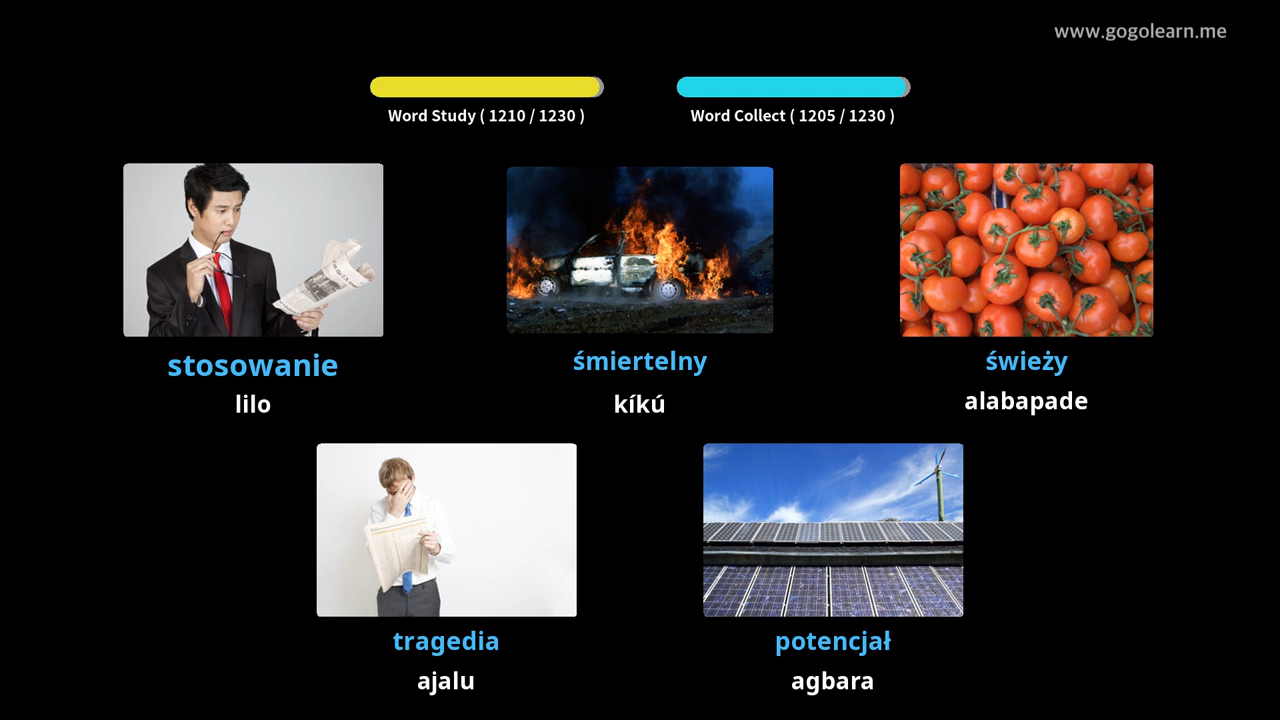 www.gogolearn.me
Word Study ( 1210 / 1230 )
Word Collect ( 1205 / 1230 )
stosowanie
lilo
śmiertelny
kíkú
świeży
alabapade
tragedia
ajalu
potencjał
agbara